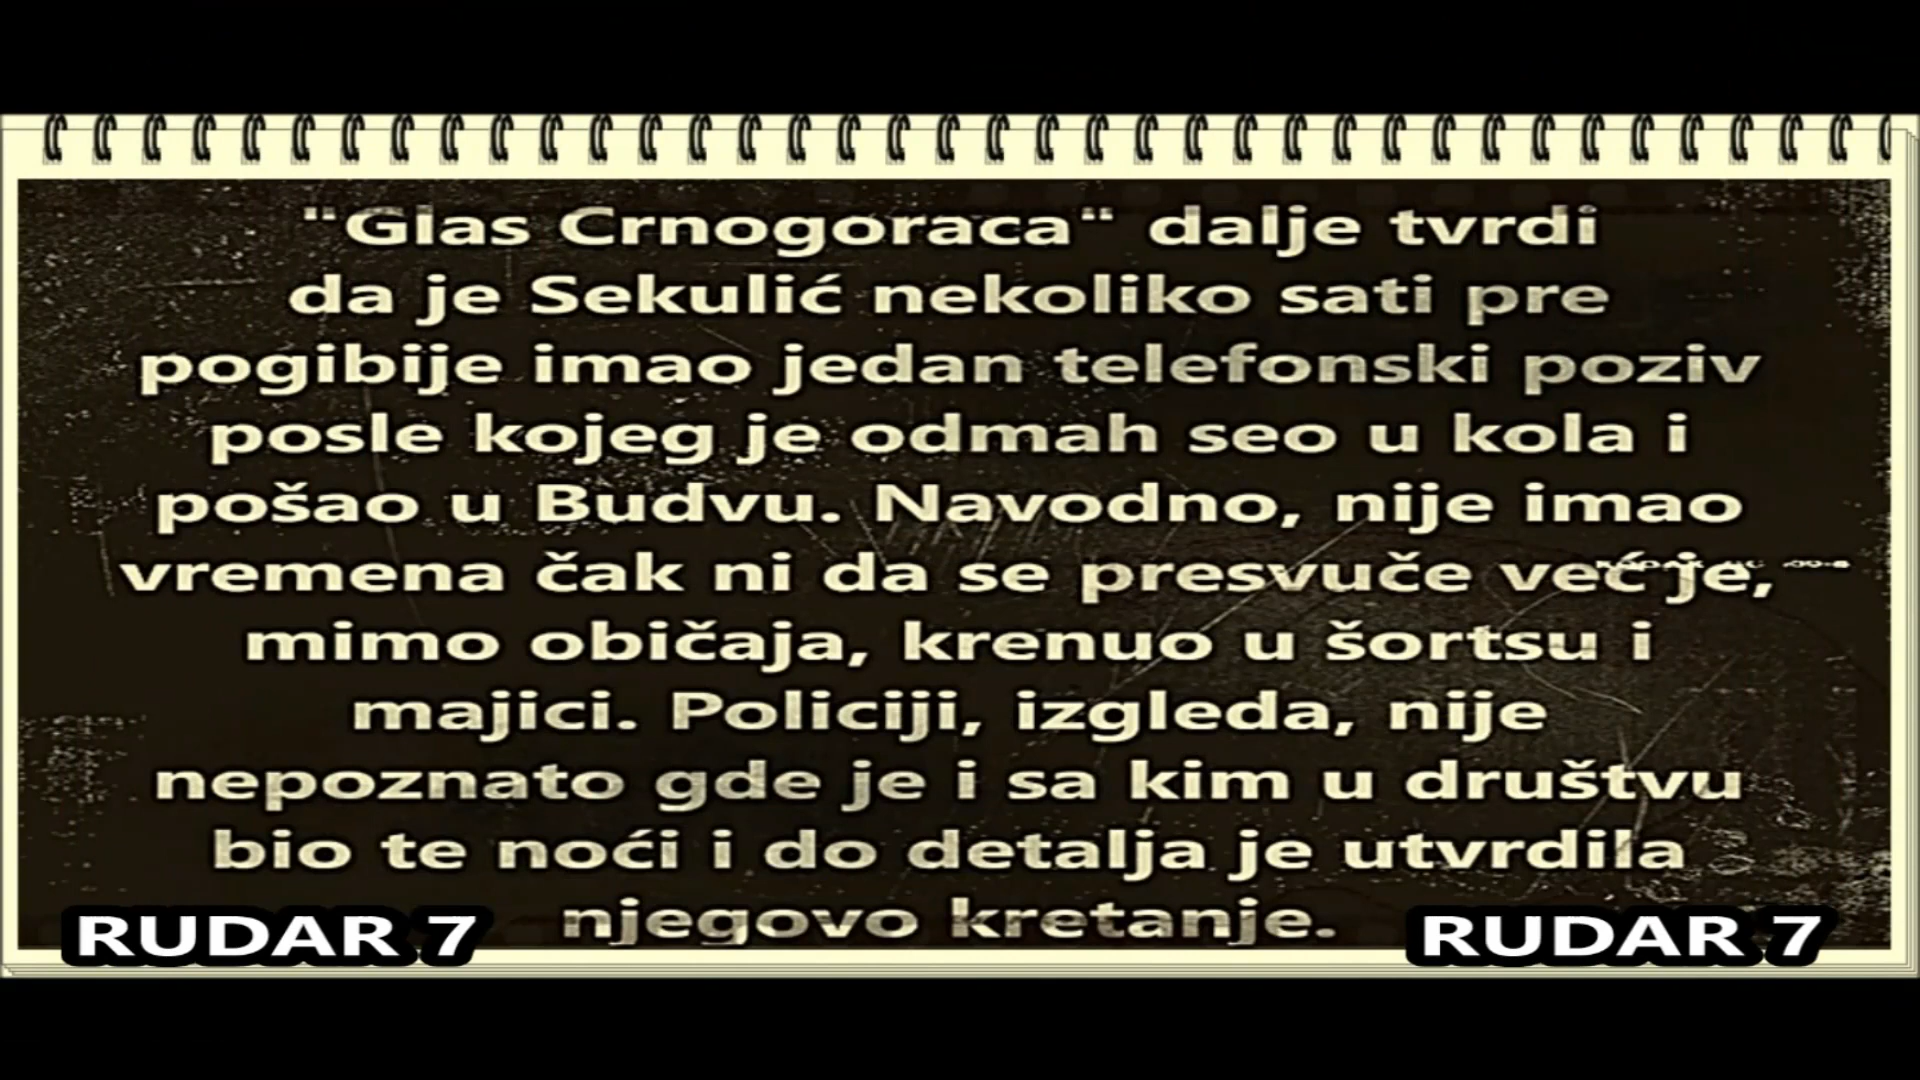 "Glas Crnogoraca" dalje tvrdi
da je Sekulić nekoliko sati pre
pogibije imao jedan telefonski poziv
posle kojeg je odmah seo u kola i
pošao u Budvu. Navodno, nije imao
vremena čak ni da se presvuče već je,
mimo običaja, krenuo u šortsu i
majici. Policiji, izgleda, nije
nepoznato gde je i sa kim u društvu
bio te noći i do detalja je utvrdila
njegovo kretanje.
RUDAR 7
RUDAR 7